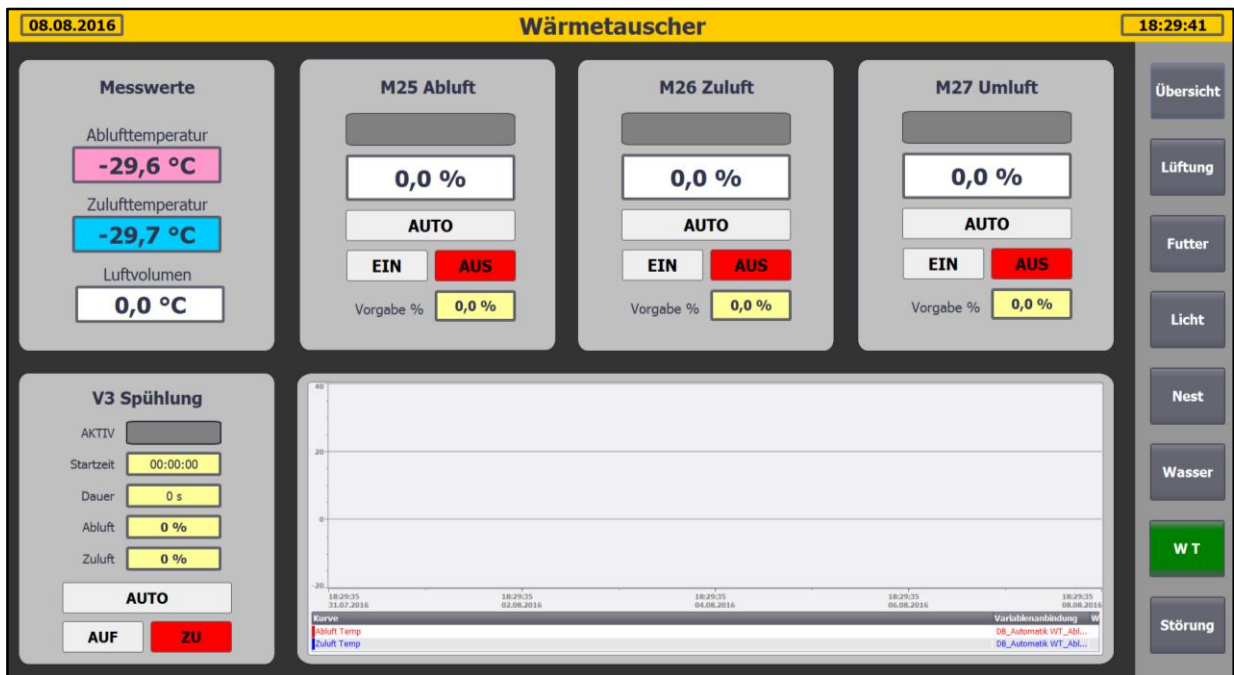 08.08.2016
Wärmetauscher
18:29:41
Messwerte
Ablufttemperatur
-29,6 °C
Zulufttemperatur
-29,7 °C
Luftvolumen
0,0 °C
M25 Abluft
0,0 %
AUTO
EIN AUS
Vorgabe % 0,0 %
M26 Zuluft
0,0 %
AUTO
EIN AUS
Vorgabe % 0,0 %
M27 Umluft
0,0 %
AUTO
EIN AUS
Vorgabe % 0,0 %
V3 Spühlung
AKTIV
Startzeit 00:00:00
Dauer 0 s
Abluft 0 %
Zuluft 0 %
AUTO
AUF ZU
40
20
0
-20
18:29:35 18:29:35 18:29:35 18:29:35 18:29:35
31.07.2016 02.08.2016 04.08.2016 06.08.2016 08.08.2016
Kurve Variablenanbindung W
Abluft Temp DB_Automatik WT_Abl...
Zuluft Temp DB_Automatik WT_Abl...
Übersicht
Lüftung
Futter
Licht
Nest
Wasser
W T
Störung